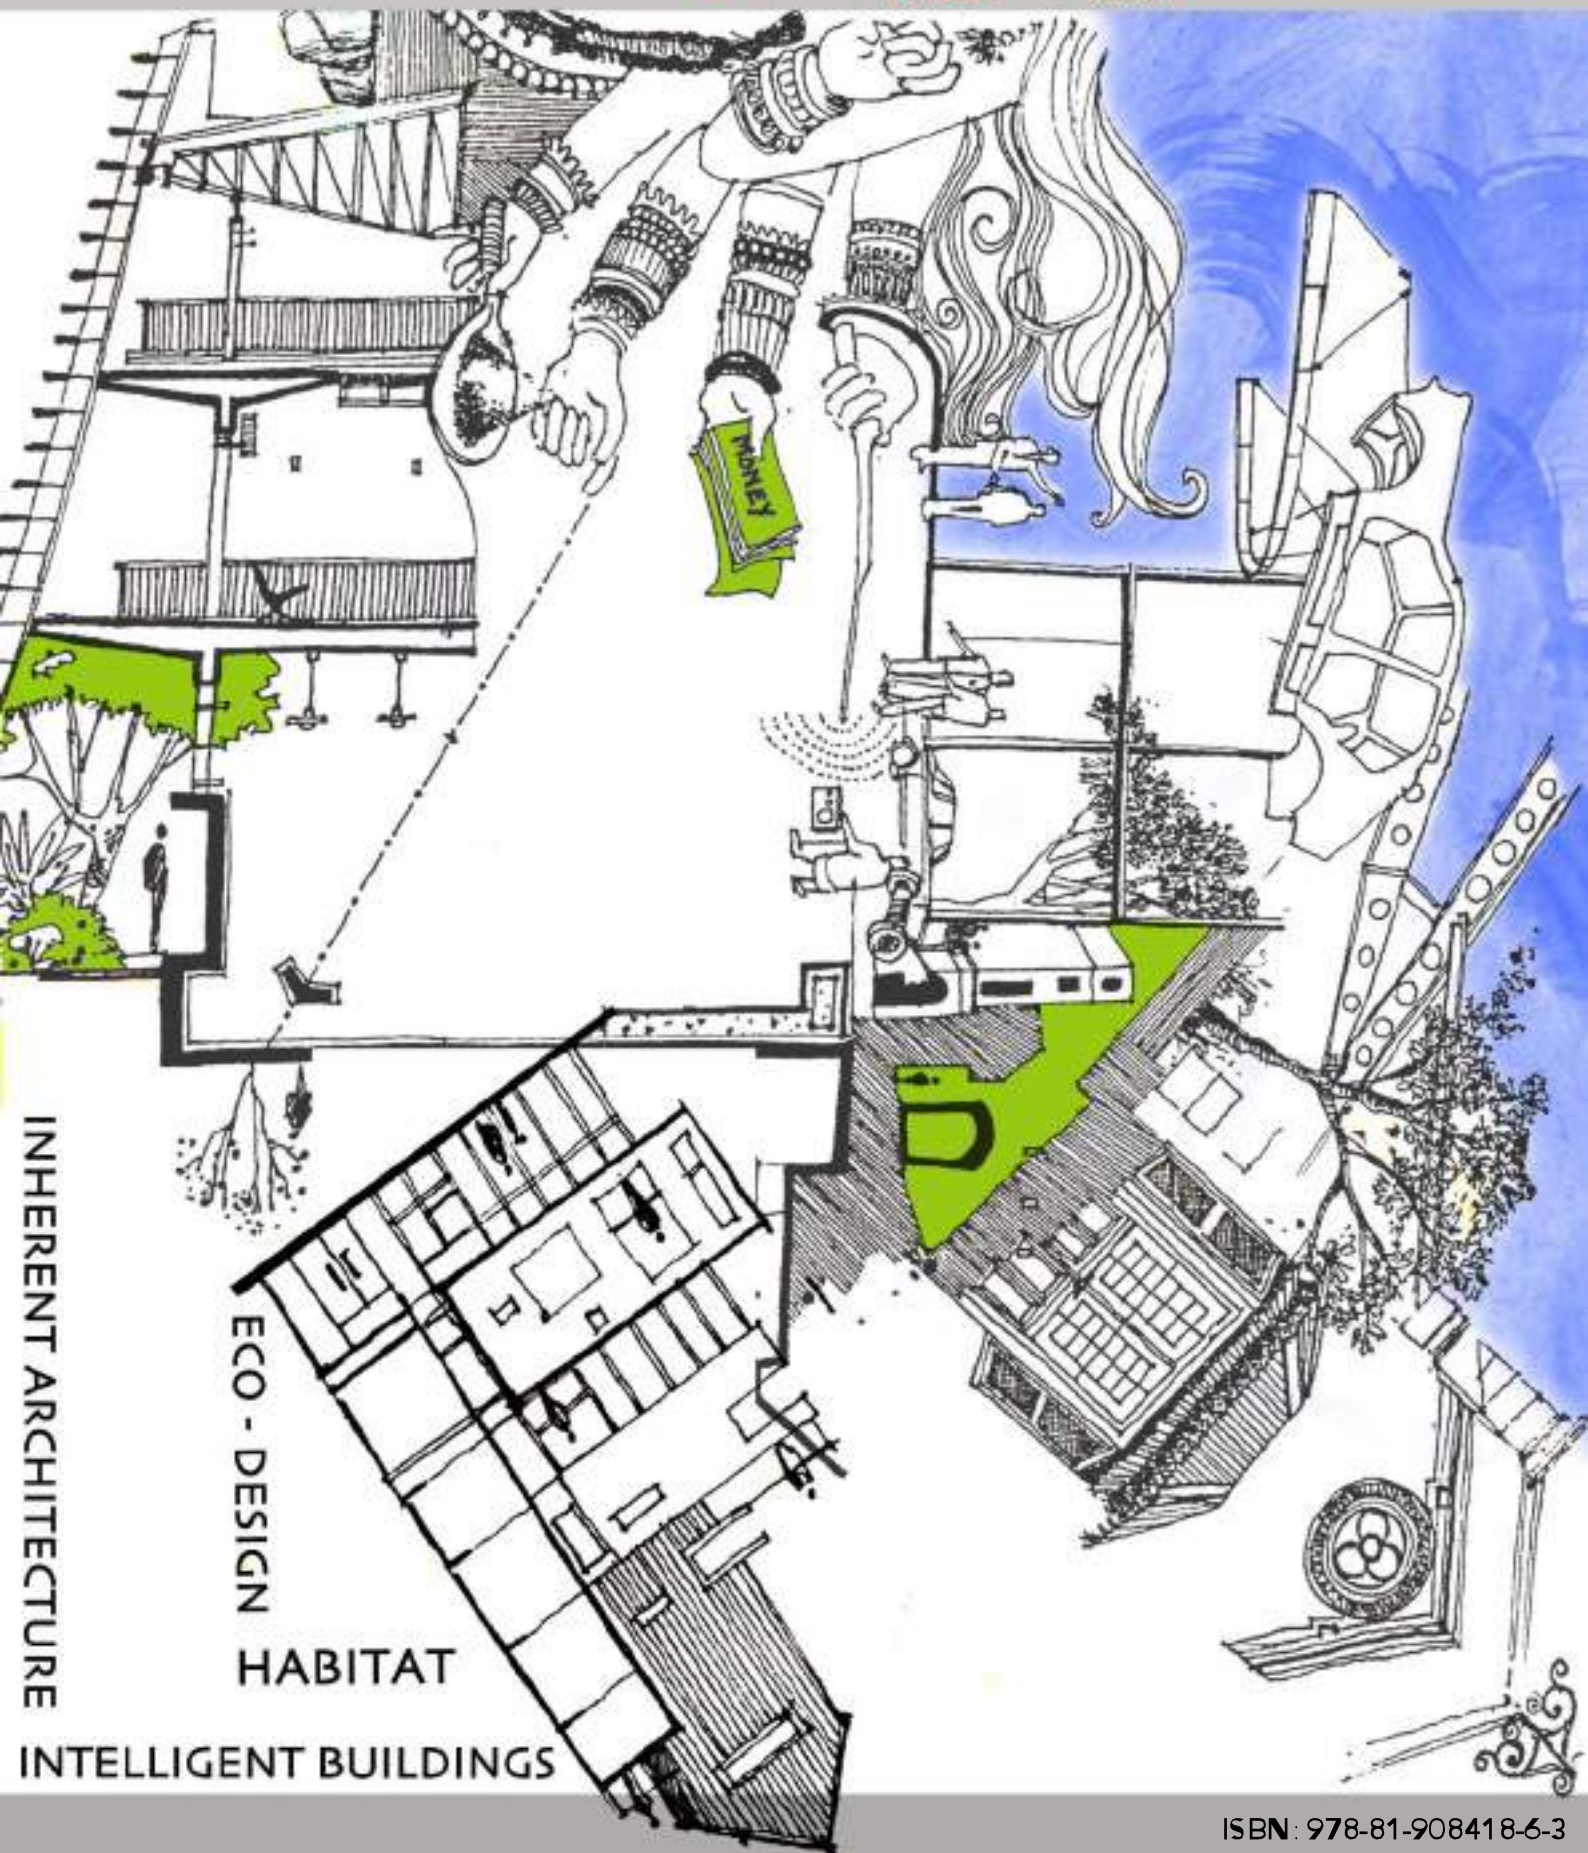 MONEY
INHERENT ARCHITECTURE
ECO - DESIGN
HABITAT
INTELLIGENT BUILDINGS
ISBN: 978-81-908418-6-3